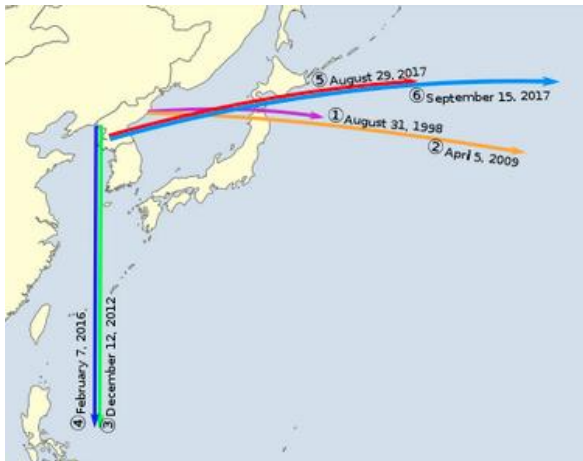 ⑤August 29, 2017
⑥September 15, 2017
①August 31, 1998
②April 5, 2009
④February 7, 2016,
③December 12, 2012